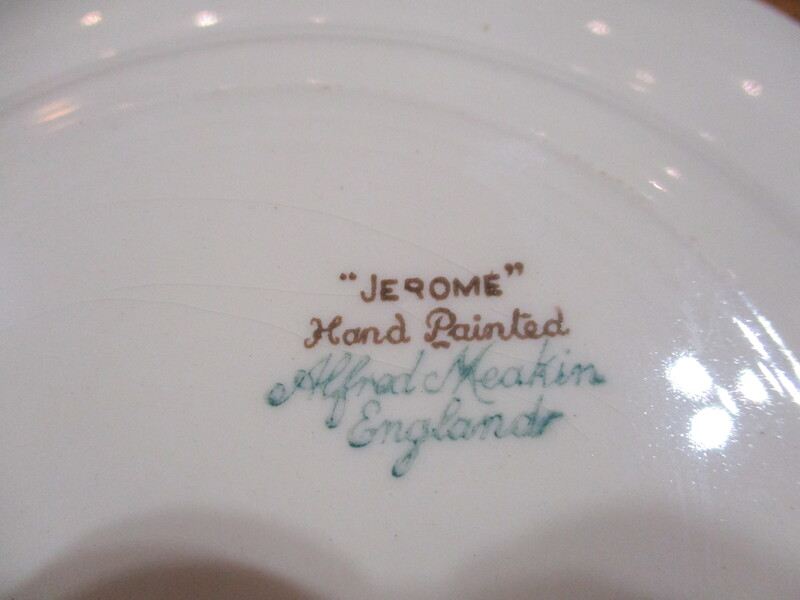 "JEROME"
Hand Painted
Alfred Meakin
England